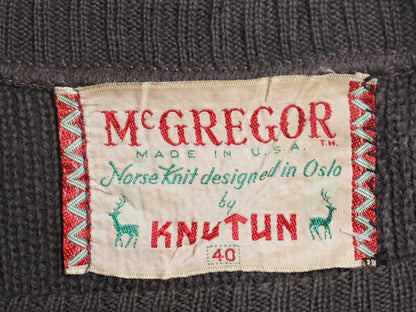 McGREGOR T.M.
MADE IN U.S.A.
Norse Knit designed in Oslo
by
KNUTUN
40